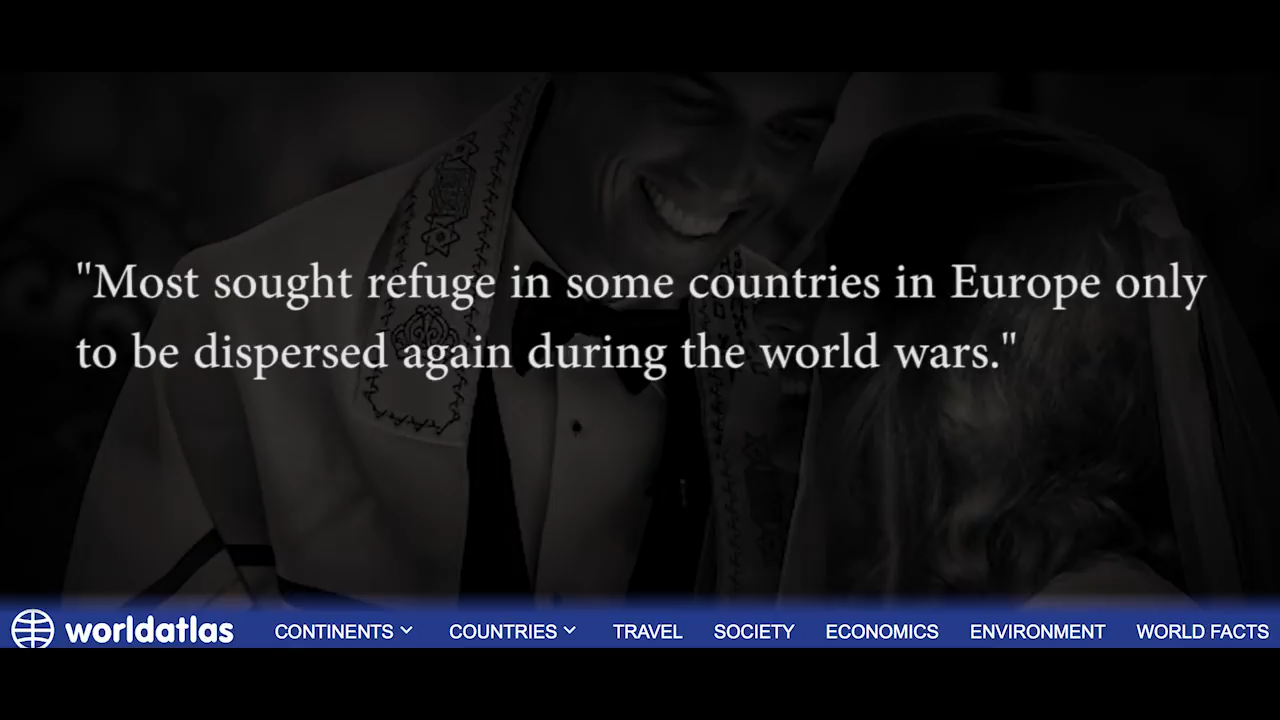 "Most sought refuge in some countries in Europe only
to be dispersed again during the world wars."
worldatlas CONTINENTS COUNTRIES TRAVEL SOCIETY ECONOMICS ENVIRONMENT WORLD FACTS